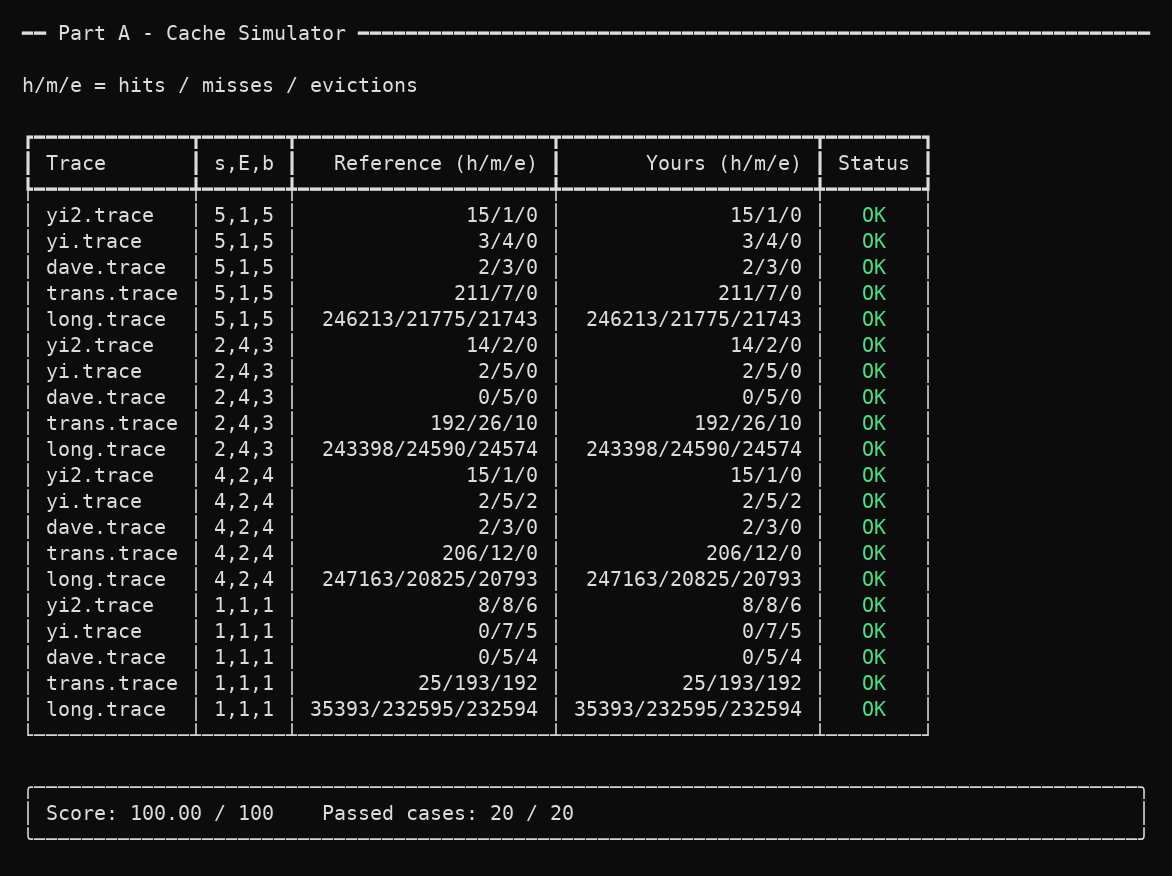 Part A - Cache Simulator
h/m/e = hits / misses / evictions
Trace s,E,b Reference (h/m/e) Yours (h/m/e) Status
yi2.trace 5,1,5 15/1/0 15/1/0 OK
yi.trace 5,1,5 3/4/0 3/4/0 OK
dave.trace 5,1,5 2/3/0 2/3/0 OK
trans.trace 5,1,5 211/7/0 211/7/0 OK
long.trace 5,1,5 246213/21775/21743 246213/21775/21743 OK
yi2.trace 2,4,3 14/2/0 14/2/0 OK
yi.trace 2,4,3 2/5/0 2/5/0 OK
dave.trace 2,4,3 0/5/0 0/5/0 OK
trans.trace 2,4,3 192/26/10 192/26/10 OK
long.trace 2,4,3 243398/24590/24574 243398/24590/24574 OK
yi2.trace 4,2,4 15/1/0 15/1/0 OK
yi.trace 4,2,4 2/5/2 2/5/2 OK
dave.trace 4,2,4 2/3/0 2/3/0 OK
trans.trace 4,2,4 206/12/0 206/12/0 OK
long.trace 4,2,4 247163/20825/20793 247163/20825/20793 OK
yi2.trace 1,1,1 8/8/6 8/8/6 OK
yi.trace 1,1,1 0/7/5 0/7/5 OK
dave.trace 1,1,1 0/5/4 0/5/4 OK
trans.trace 1,1,1 25/193/192 25/193/192 OK
long.trace 1,1,1 35393/232595/232594 35393/232595/232594 OK
Score: 100.00 / 100 Passed cases: 20 / 20